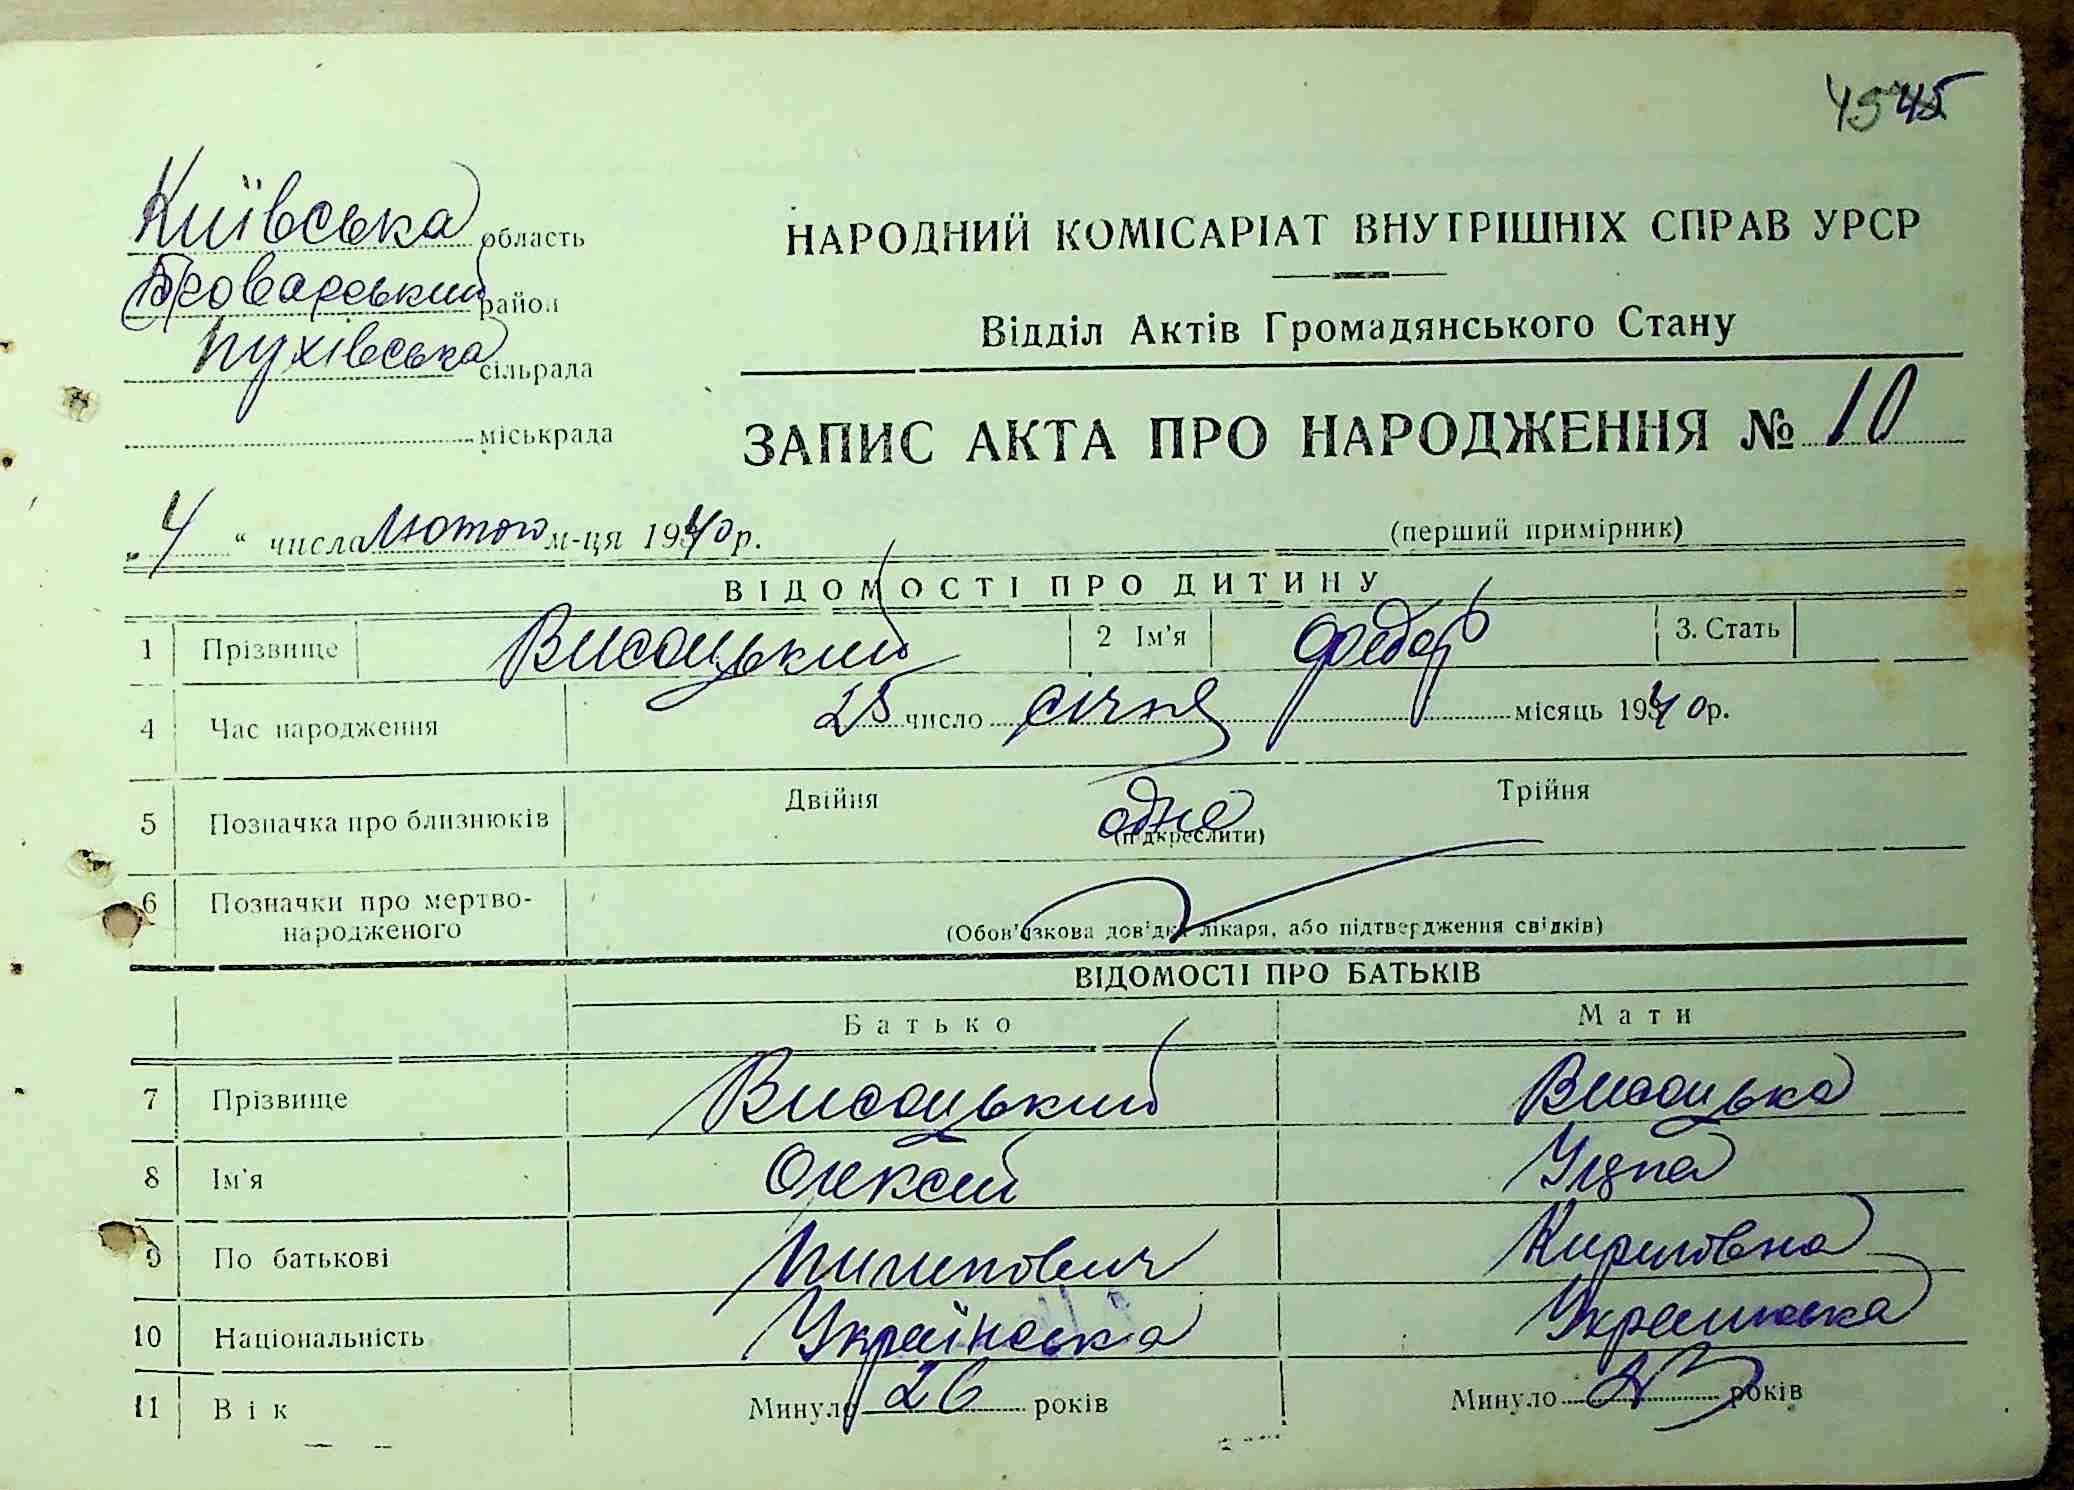 45 45
Київська область
Броварський район
Пухівська сільрада
міськрада
НАРОДНИЙ КОМІСАРІАТ ВНУТРІШНІХ СПРАВ УРСР
Відділ Актів Громадянського Стану
ЗАПИС АКТА ПРО НАРОДЖЕННЯ № 10
„ 4 “ числа лютого м-ця 1940 р.
(перший примірник)
ВІДОМОСТІ ПРО ДИТИНУ
1 Прізвище Висоцький 2 Ім'я Федор 3. Стать
4 Час народження 25 число січня місяць 1940 р.
5 Позначка про близнюків Двійня одне Трійня
(підкреслити)
6 Позначки про мертво-
народженого
(Обов'язкова довідка лікаря, або підтвердження свідків)
ВІДОМОСТІ ПРО БАТЬКІВ
Батько Мати
7 Прізвище Висоцький Висоцька
8 Ім'я Олексій
9 По батькові Пилипович Кириловна
10 Національність Українська Українська
11 Вік Минуло 26 років Минуло 23 років